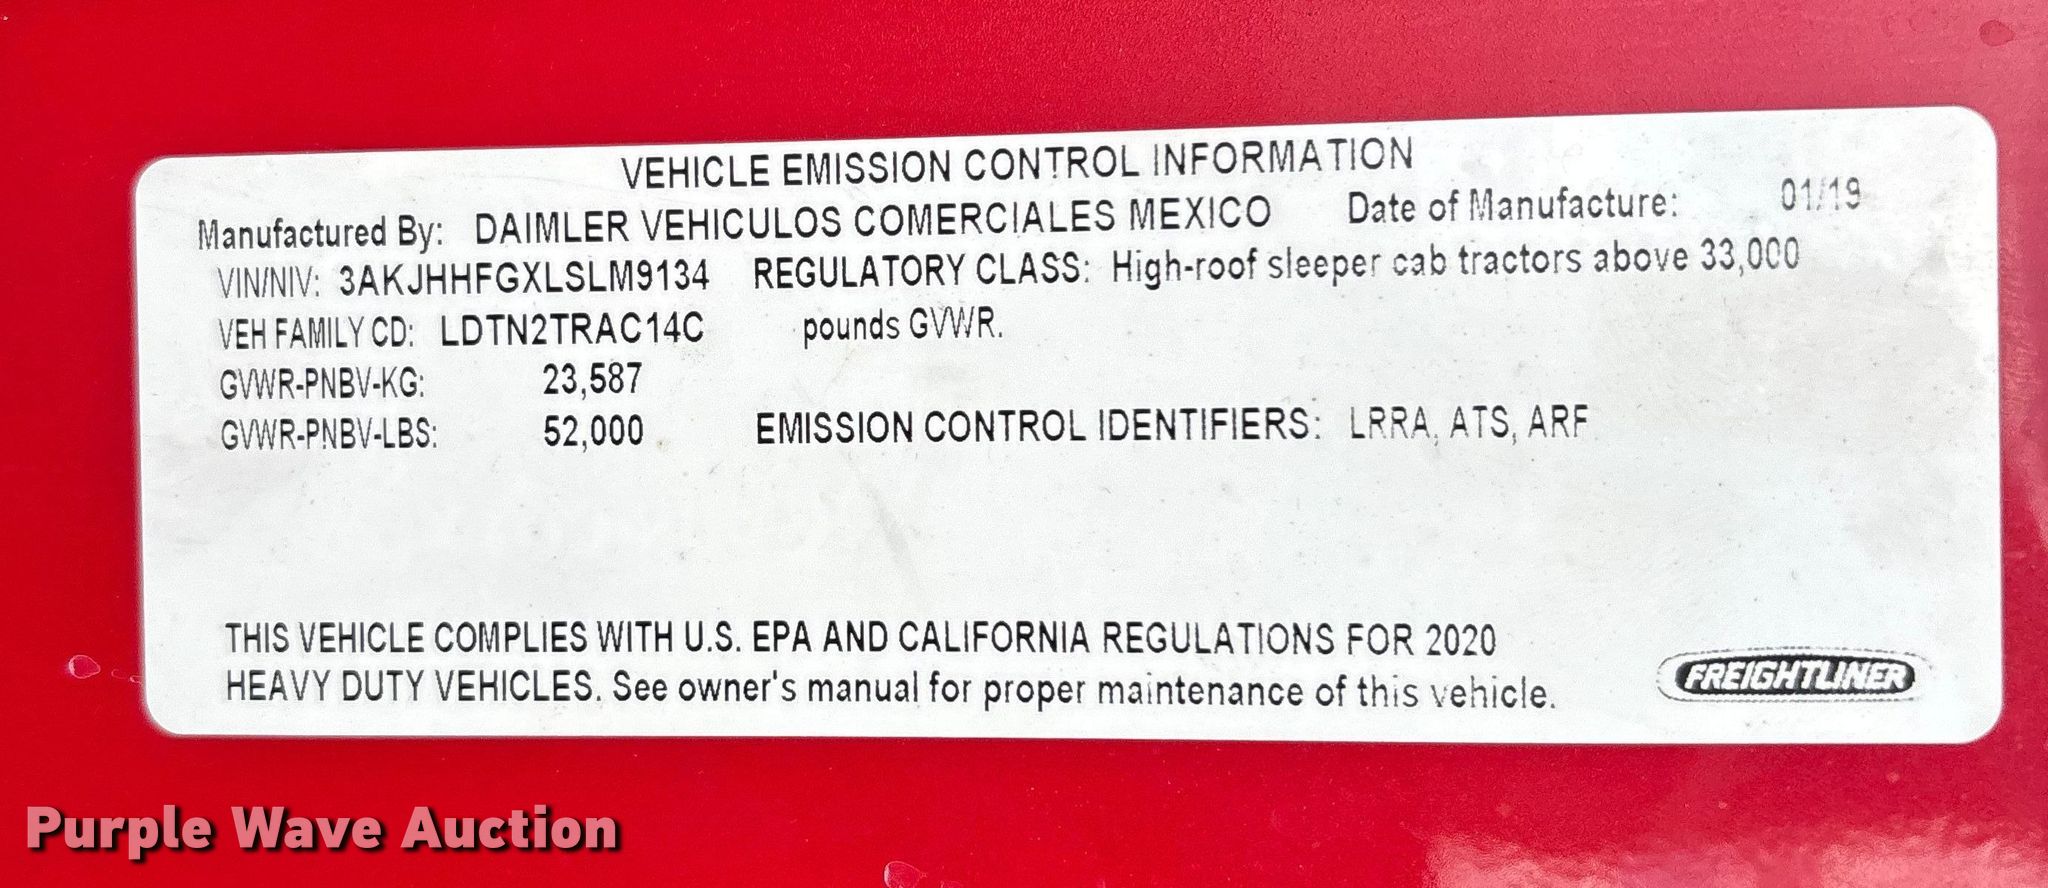 VEHICLE EMISSION CONTROL INFORMATION
Manufactured By: DAIMLER VEHICULOS COMERCIALES MEXICO Date of Manufacture: 01/19
VIN/NIV: 3AKJHHFGXLSLM9134 REGULATORY CLASS: High-roof sleeper cab tractors above 33,000
VEH FAMILY CD: LDTN2TRAC14C pounds GVWR.
GVWR-PNBV-KG: 23,587
GVWR-PNBV-LBS: 52,000 EMISSION CONTROL IDENTIFIERS: LRRA, ATS, ARF
THIS VEHICLE COMPLIES WITH U.S. EPA AND CALIFORNIA REGULATIONS FOR 2020
HEAVY DUTY VEHICLES. See owner's manual for proper maintenance of this vehicle.
FREIGHTLINER
Purple Wave Auction